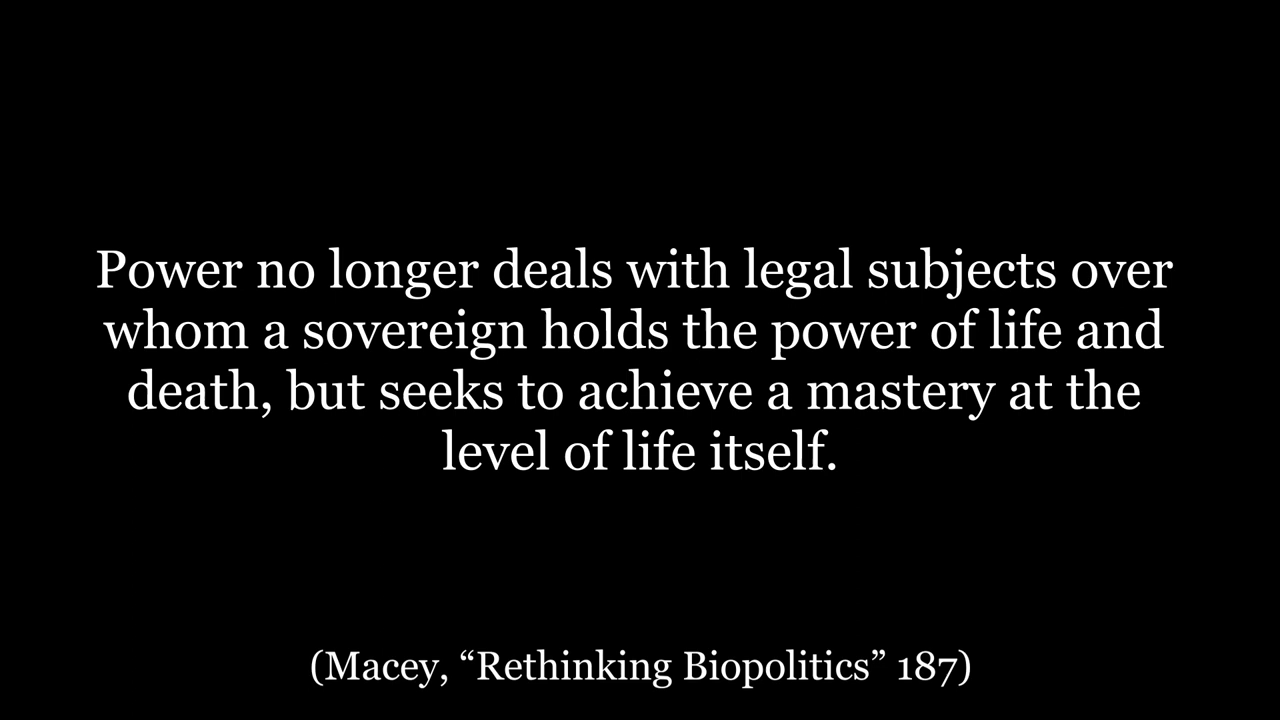 Power no longer deals with legal subjects over
whom a sovereign holds the power of life and
death, but seeks to achieve a mastery at the
level of life itself.
(Macey, “Rethinking Biopolitics” 187)